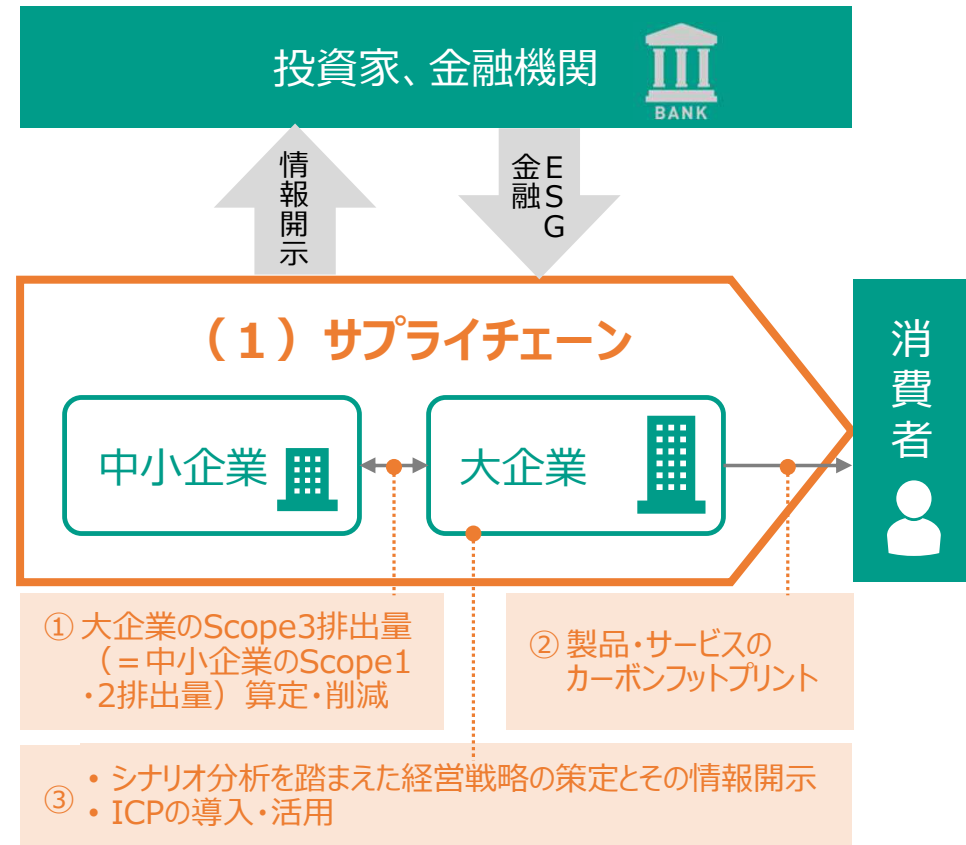 投資家、金融機関
BANK
情報開示
ESG
金融
（１）サプライチェーン
中小企業
大企業
消費者
① 大企業のScope3排出量
（＝中小企業のScope1
・2排出量）算定・削減
② 製品・サービスの
カーボンフットプリント
③
• シナリオ分析を踏まえた経営戦略の策定とその情報開示
• ICPの導入・活用